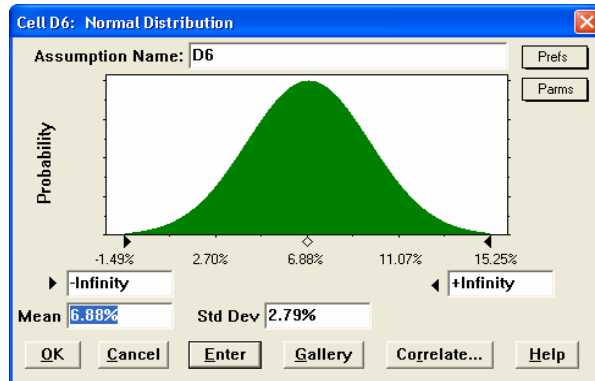 Cell D6: Normal Distribution
Assumption Name: D6
Prefs
Parms
Probability
-1.49% 2.70% 6.88% 11.07% 15.25%
-Infinity +Infinity
Mean 6.88% Std Dev 2.79%
OK Cancel Enter Gallery Correlate... Help